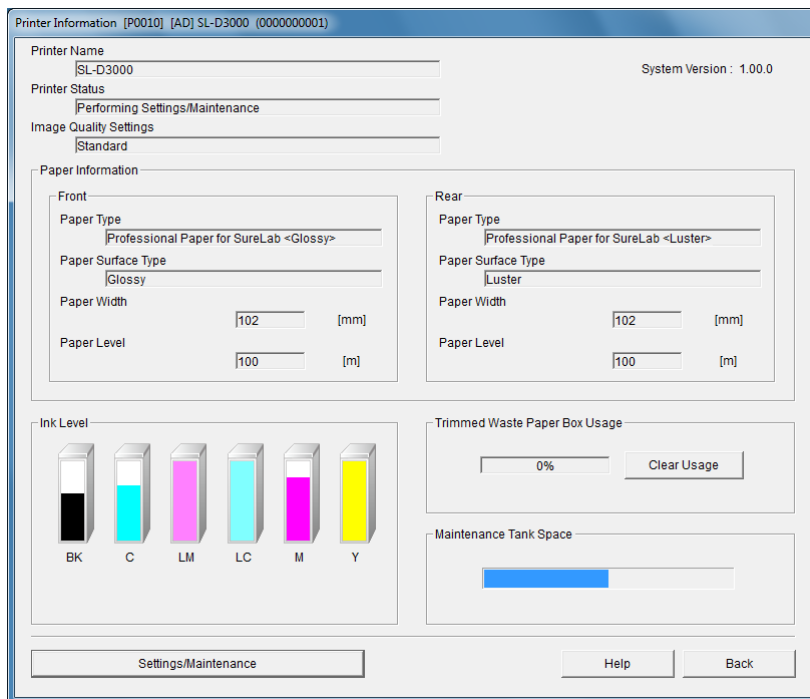 Printer Information [P0010] [AD] SL-D3000 (0000000001)
Printer Name
SL-D3000
System Version : 1.00.0
Printer Status
Performing Settings/Maintenance
Image Quality Settings
Standard
Paper Information
Front
Paper Type
Professional Paper for SureLab <Glossy>
Paper Surface Type
Glossy
Paper Width
102 [mm]
Paper Level
100 [m]
Rear
Paper Type
Professional Paper for SureLab <Luster>
Paper Surface Type
Luster
Paper Width
102 [mm]
Paper Level
100 [m]
Ink Level
BK C LM LC M Y
Trimmed Waste Paper Box Usage
0% Clear Usage
Maintenance Tank Space
Settings/Maintenance Help Back